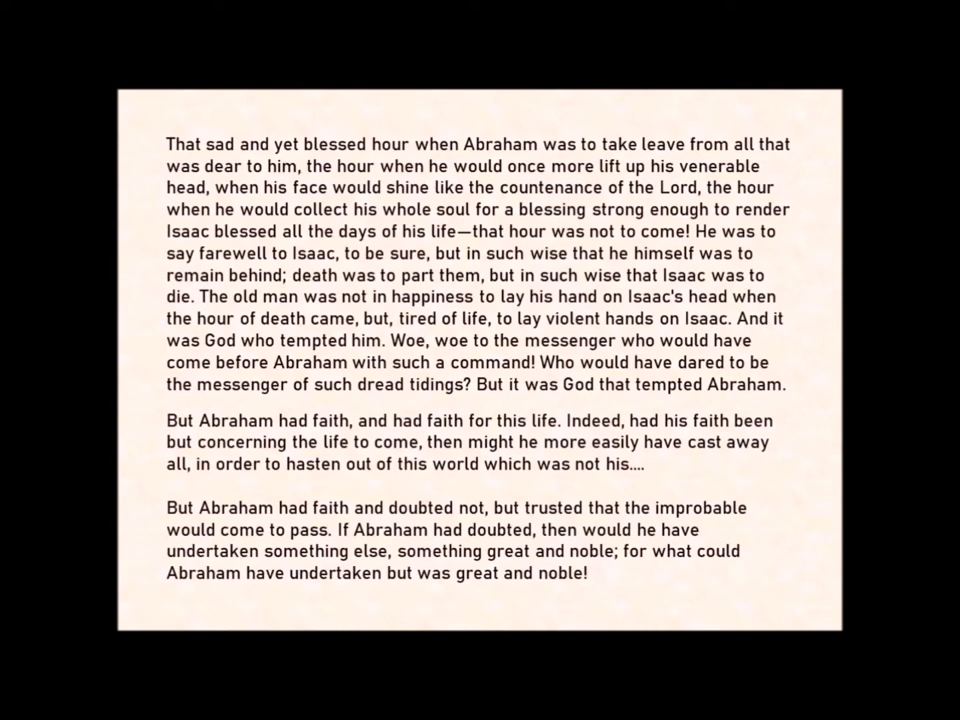 That sad and yet blessed hour when Abraham was to take leave from all that
was dear to him, the hour when he would once more lift up his venerable
head, when his face would shine like the countenance of the Lord, the hour
when he would collect his whole soul for a blessing strong enough to render
Isaac blessed all the days of his life—that hour was not to come! He was to
say farewell to Isaac, to be sure, but in such wise that he himself was to
remain behind; death was to part them, but in such wise that Isaac was to
die. The old man was not in happiness to lay his hand on Isaac's head when
the hour of death came, but, tired of life, to lay violent hands on Isaac. And it
was God who tempted him. Woe, woe to the messenger who would have
come before Abraham with such a command! Who would have dared to be
the messenger of such dread tidings? But it was God that tempted Abraham.
But Abraham had faith, and had faith for this life. Indeed, had his faith been
but concerning the life to come, then might he more easily have cast away
all, in order to hasten out of this world which was not his....
But Abraham had faith and doubted not, but trusted that the improbable
would come to pass. If Abraham had doubted, then would he have
undertaken something else, something great and noble; for what could
Abraham have undertaken but was great and noble!